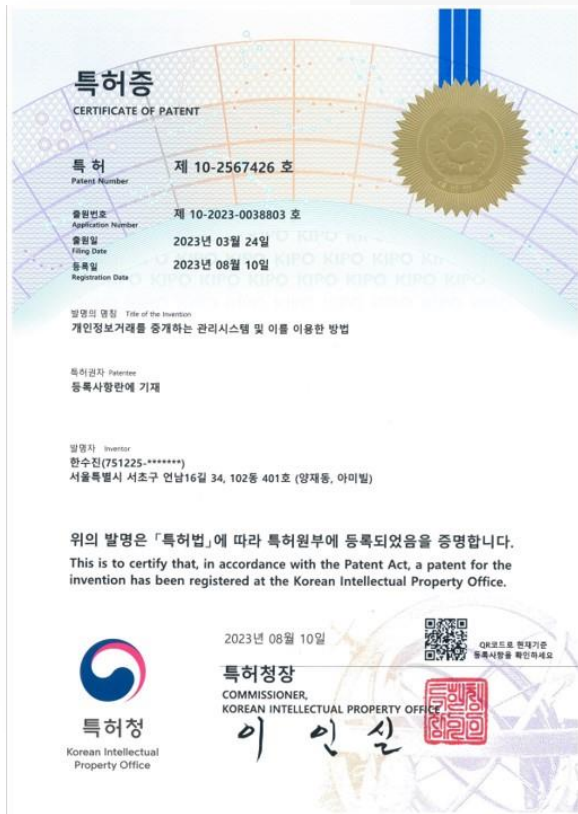 특허증
CERTIFICATE OF PATENT
특 허
Patent Number
제 10-2567426 호
출원번호
Application Number
제 10-2023-0038803 호
출원일
Filing Date
2023년 03월 24일
등록일
Registration Date
2023년 08월 10일
발명의 명칭 Title of the Invention
개인정보거래를 중개하는 관리시스템 및 이를 이용한 방법
특허권자 Patentee
등록사항란에 기재
발명자 Inventor
한수진(751225-*******)
서울특별시 서초구 언남16길 34, 102동 401호 (양재동, 아미빌)
위의 발명은 「특허법」에 따라 특허원부에 등록되었음을 증명합니다.
This is to certify that, in accordance with the Patent Act, a patent for the
invention has been registered at the Korean Intellectual Property Office.
2023년 08월 10일
QR코드로 현재기준
등록사항을 확인하세요
특허청장
COMMISSIONER,
KOREAN INTELLECTUAL PROPERTY OFFICE
이 인 실
특허청
Korean Intellectual
Property Office